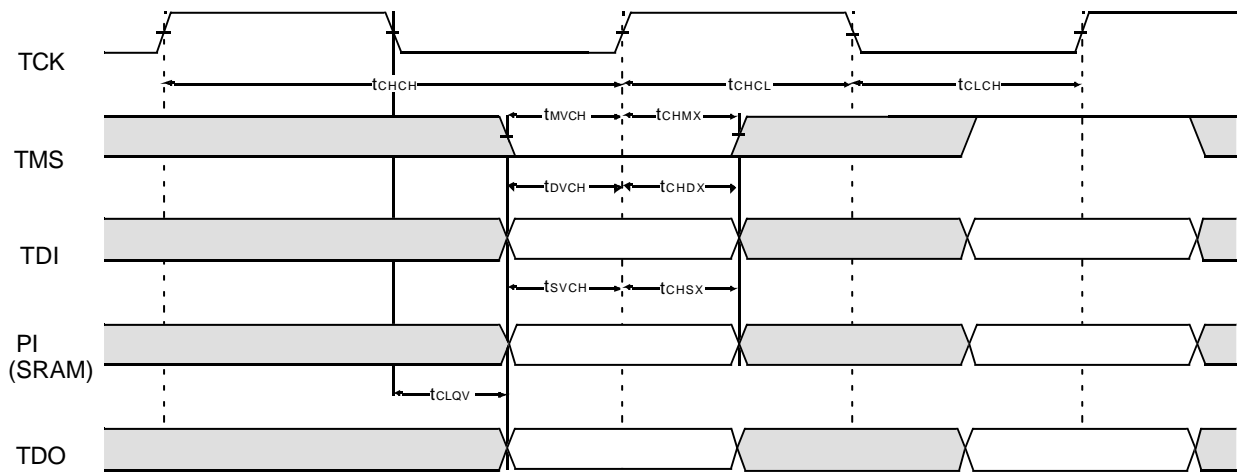 TCK
tCHCH
tCHCL
tCLCH
tMVCH
tCHMX
TMS
tDVCH
tCHDX
TDI
tSVCH
tCHSX
PI
(SRAM)
tCLQV
TDO